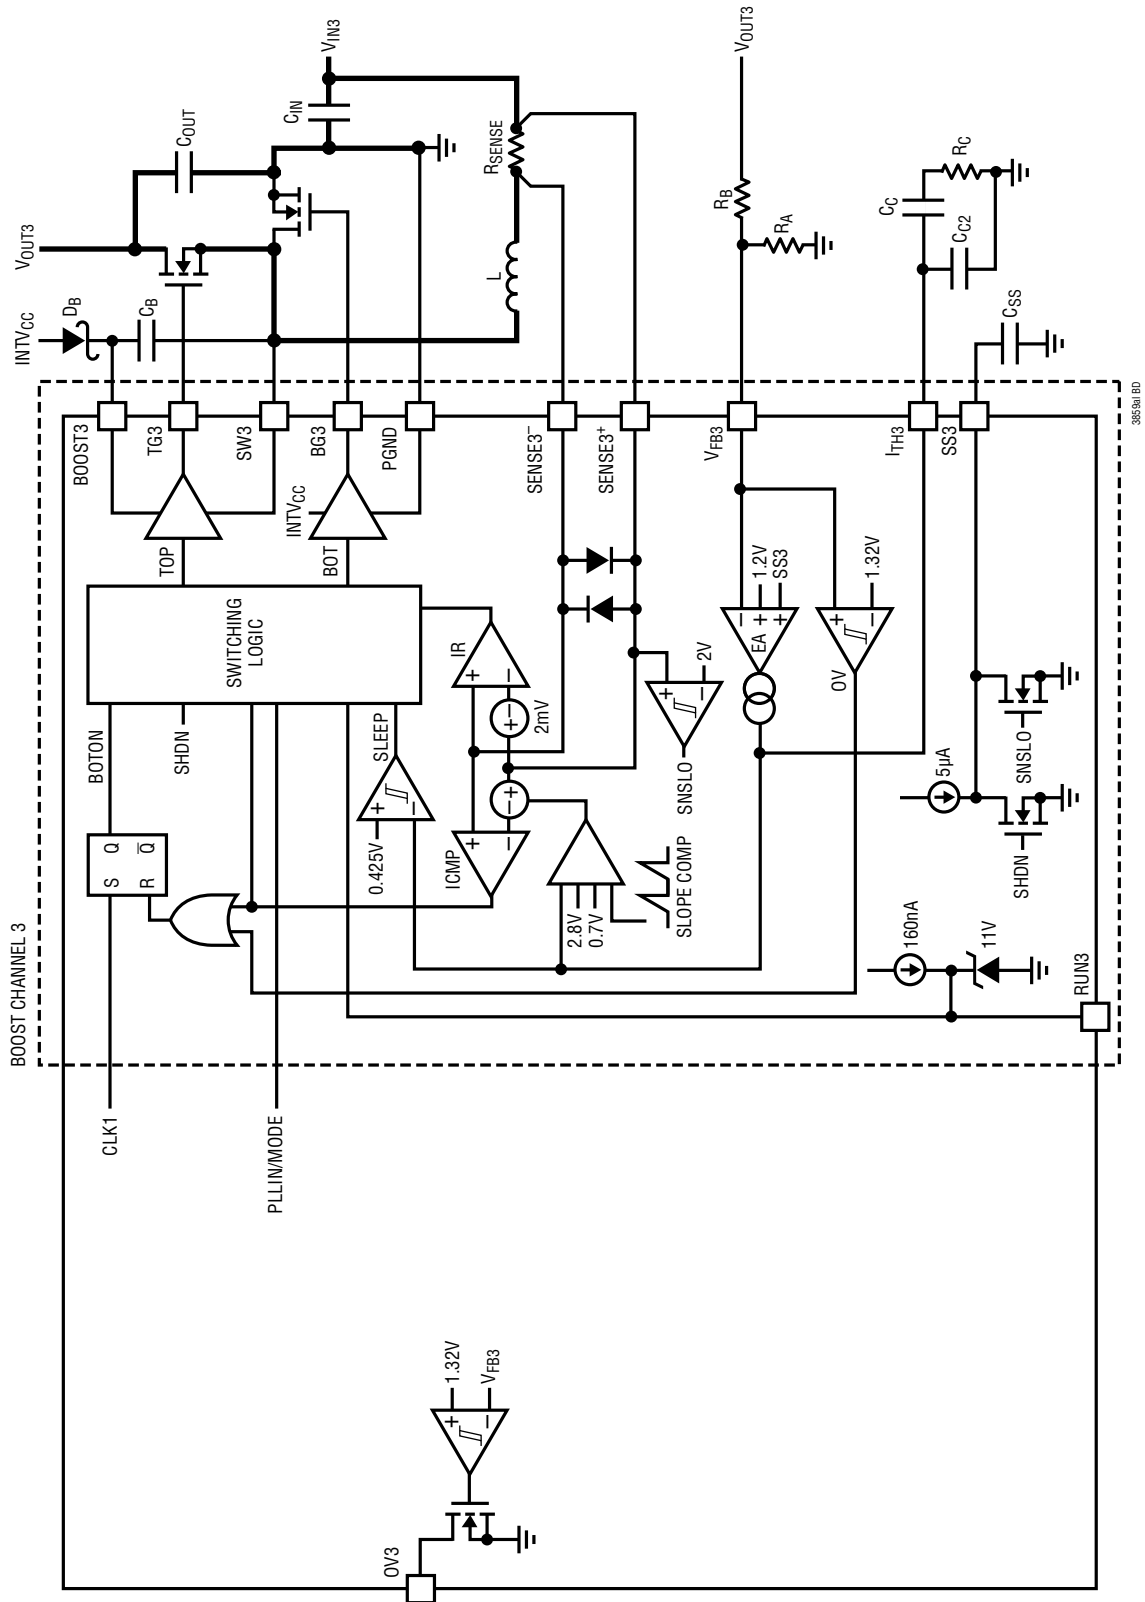 BOOST CHANNEL 3
CLK1
PLLIN/MODE
S Q
R Q̅
BOTON
SHDN
SWITCHING
LOGIC
TOP
BOT
INTVCC
BOOST3
TG3
SW3
BG3
PGND
INTVCC
DB
CB
VOUT3
COUT
CIN
VIN3
RSENSE
L
SENSE3–
SENSE3+
IR
+
–
+ –
2mV
+ –
ICMP
+
–
SLEEP
+
–
0.425V
2.8V
0.7V
SLOPE COMP
SNSLO
+
–
2V
VFB3
RB
RA
VOUT3
EA
–
+
+
1.2V
SS3
OV
+
–
1.32V
ITH3
CC
RC
CC2
SS3
CSS
5µA
SHDN
SNSLO
160nA
11V
RUN3
OV3
+
–
1.32V
VFB3
3859al BD